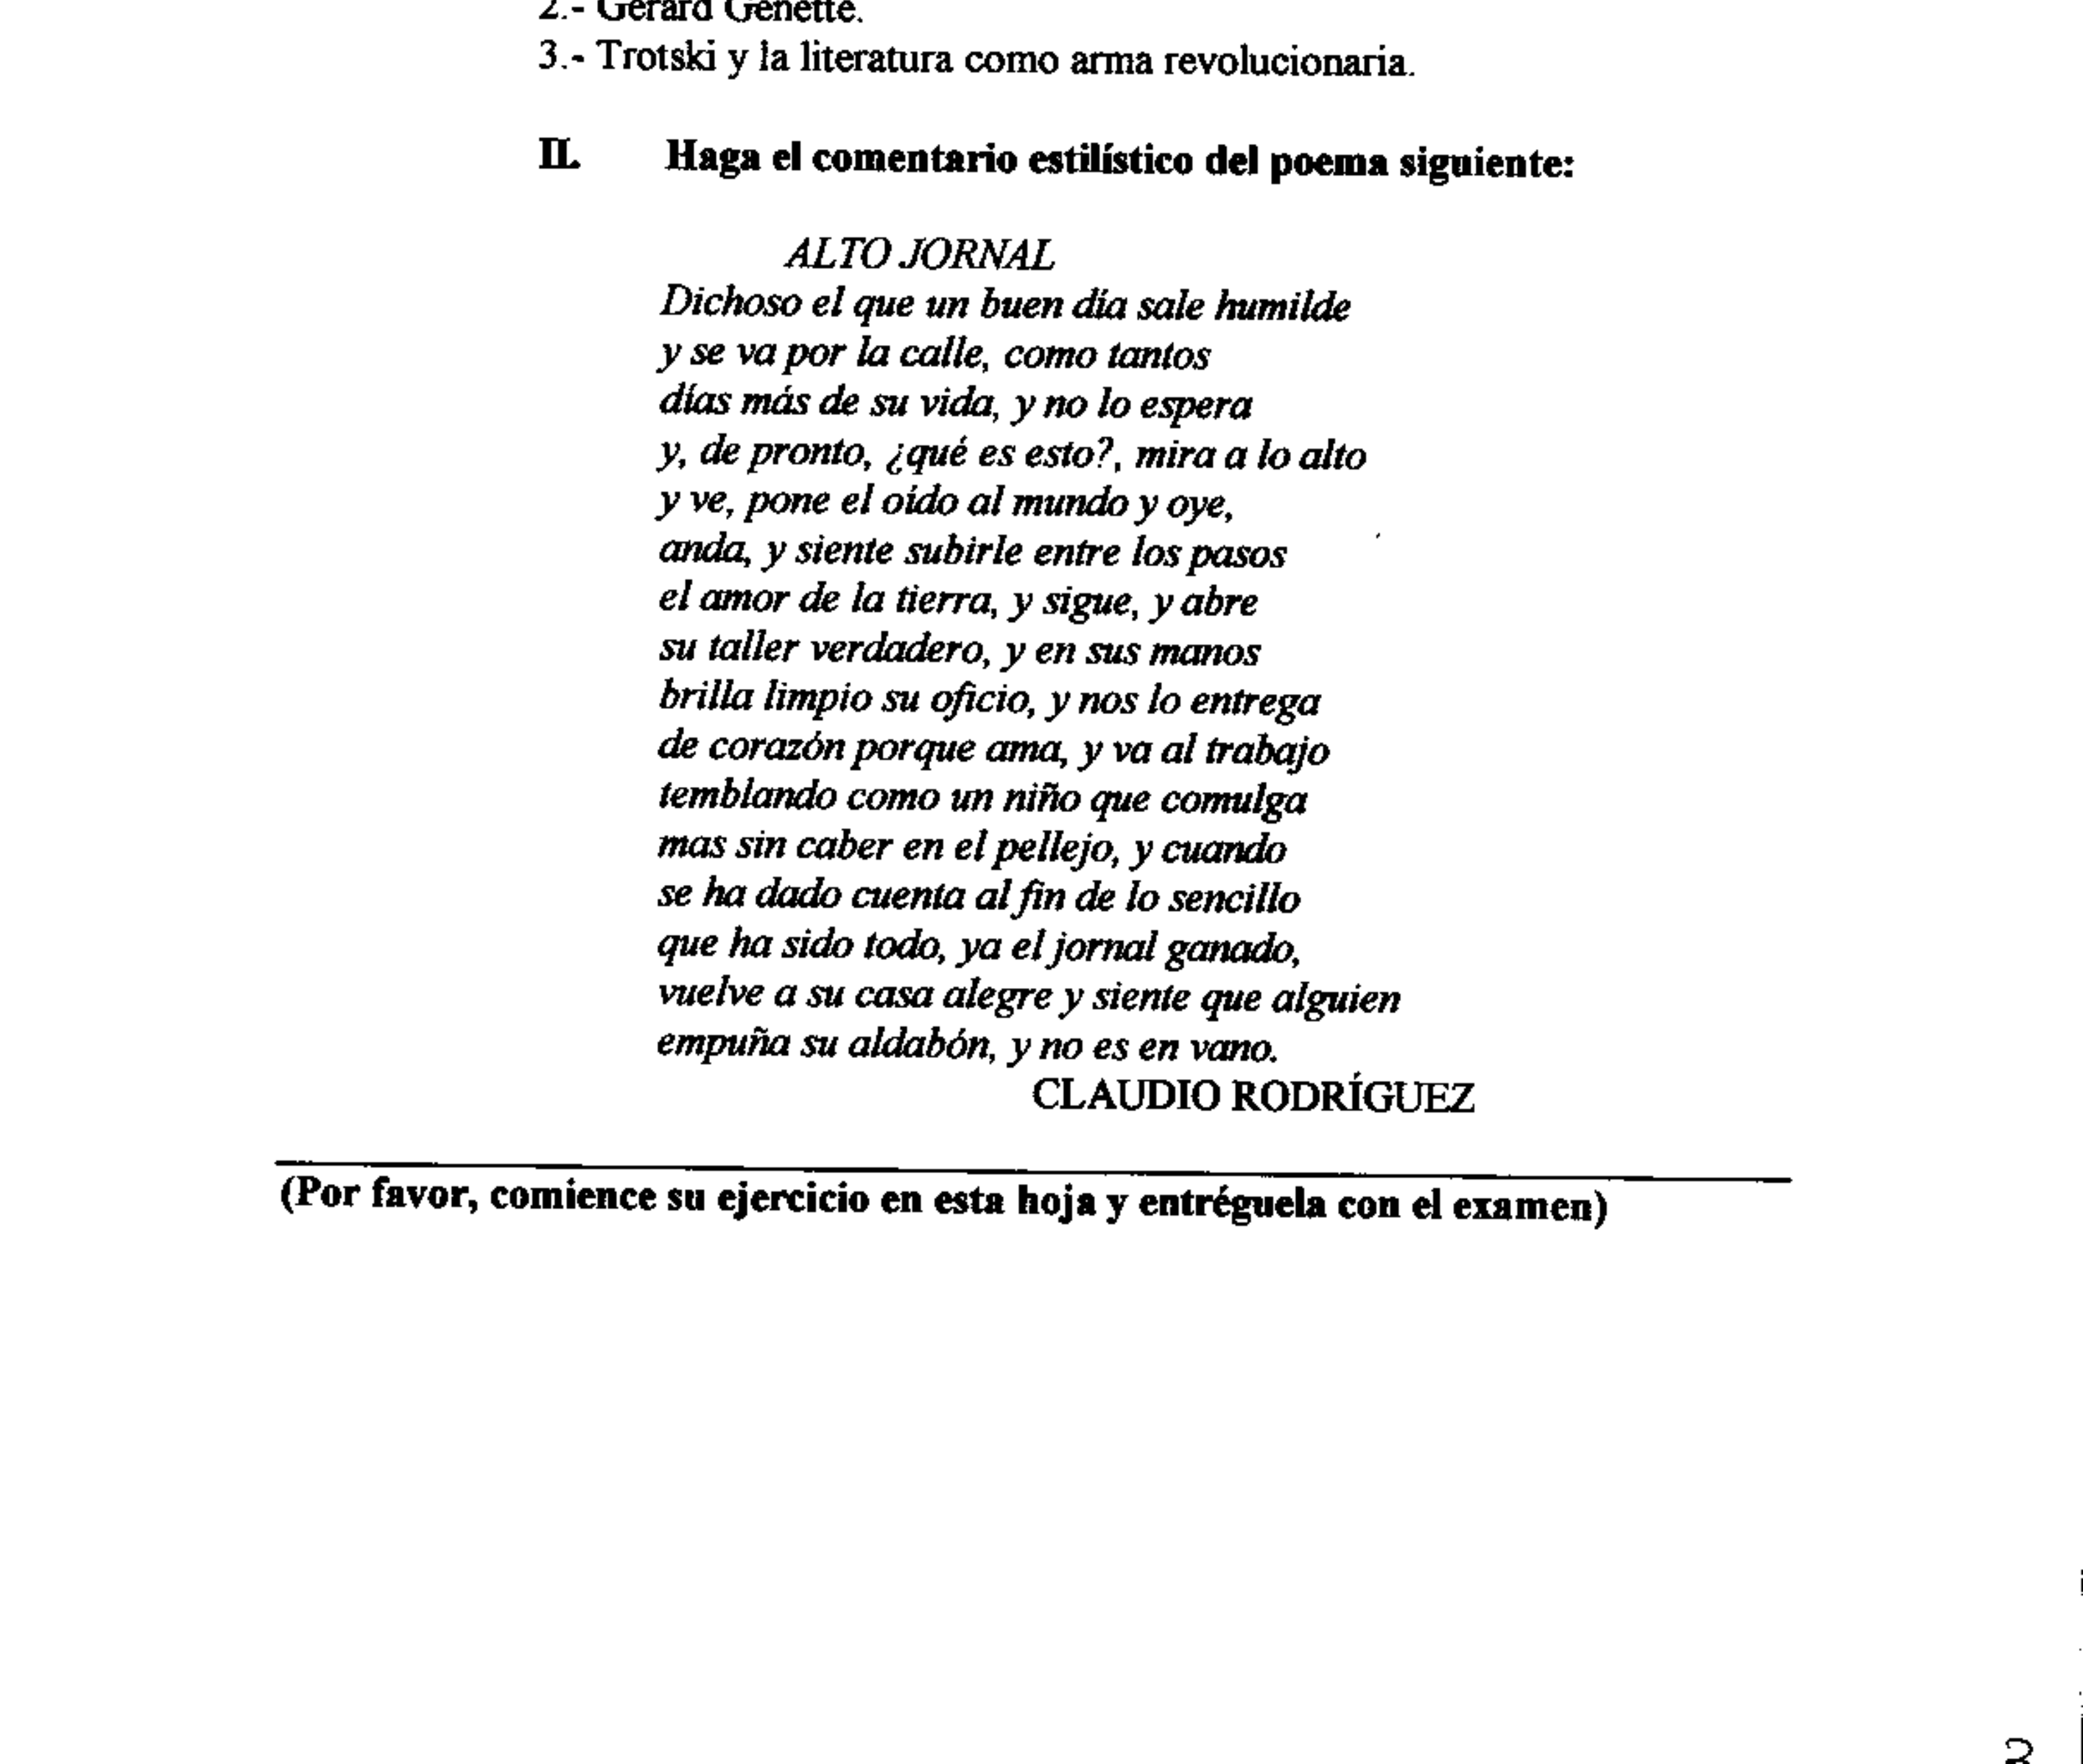 2.- Gerard Genette.
3.- Trotski y la literatura como arma revolucionaria.
II. Haga el comentario estilístico del poema siguiente:
ALTO JORNAL
Dichoso el que un buen día sale humilde
y se va por la calle, como tantos
días más de su vida, y no lo espera
y, de pronto, ¿qué es esto?, mira a lo alto
y ve, pone el oído al mundo y oye,
anda, y siente subirle entre los pasos
el amor de la tierra, y sigue, y abre
su taller verdadero, y en sus manos
brilla limpio su oficio, y nos lo entrega
de corazón porque ama, y va al trabajo
temblando como un niño que comulga
mas sin caber en el pellejo, y cuando
se ha dado cuenta al fin de lo sencillo
que ha sido todo, ya el jornal ganado,
vuelve a su casa alegre y siente que alguien
empuña su aldabón, y no es en vano.
CLAUDIO RODRÍGUEZ
(Por favor, comience su ejercicio en esta hoja y entréguela con el examen)